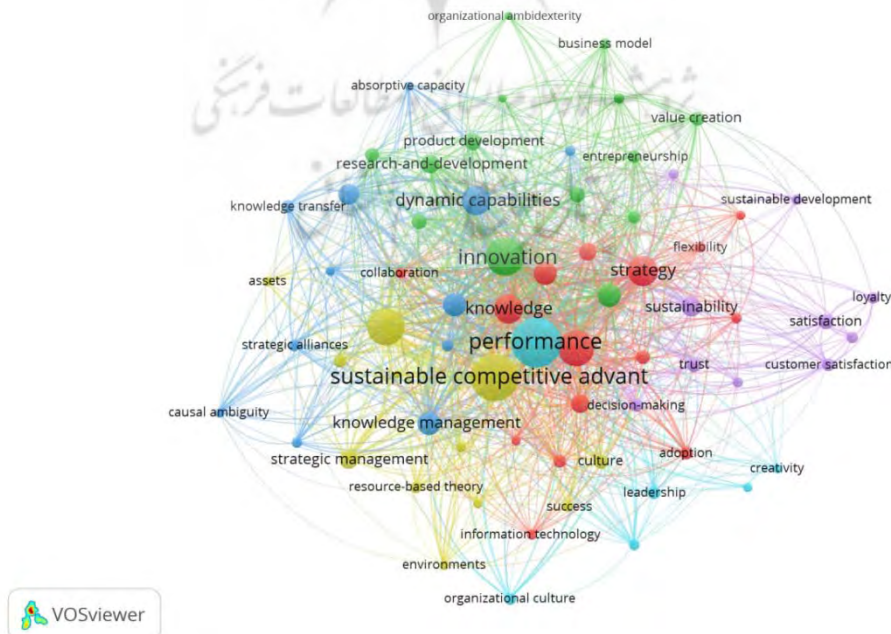 organizational ambidexterity
business model
absorptive capacity
value creation
product development
entrepreneurship
research-and-development
dynamic capabilities
sustainable development
knowledge transfer
flexibility
innovation
strategy
collaboration
assets
loyalty
knowledge
sustainability
satisfaction
performance
strategic alliances
trust
customer satisfaction
sustainable competitive advant
decision-making
causal ambiguity
knowledge management
adoption
strategic management
culture
creativity
resource-based theory
leadership
success
information technology
environments
organizational culture
VOSviewer